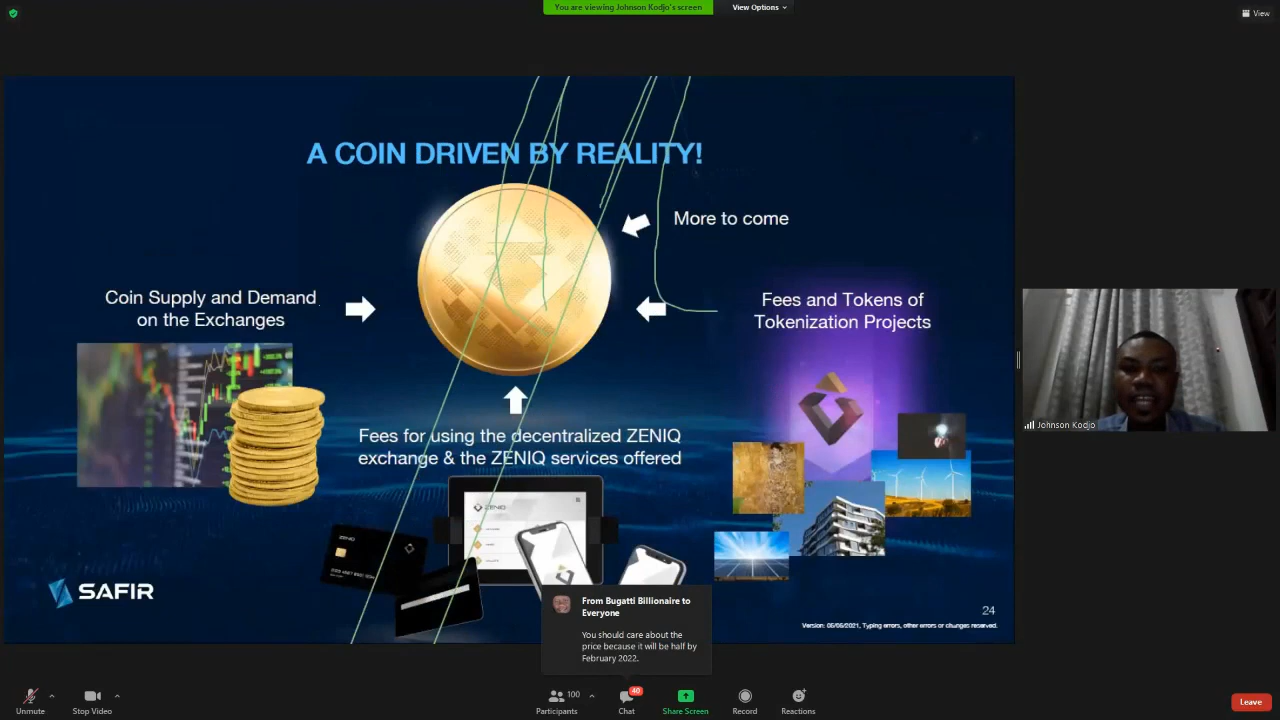 You are viewing Johnson Kodjo's screen
View Options
View
A COIN DRIVEN BY REALITY!
More to come
Coin Supply and Demand
on the Exchanges
Fees and Tokens of
Tokenization Projects
Fees for using the decentralized ZENIQ
exchange & the ZENIQ services offered
Johnson Kodjo
ZENIQ
ZENIQ
SAFIR
24
Version: 05/05/2021, Typing errors, other errors or changes reserved.
From Bugatti Billionaire to
Everyone
You should care about the
price because it will be half by
February 2022.
Unmute
Stop Video
Participants
100
Chat
40
Share Screen
Record
Reactions
Leave